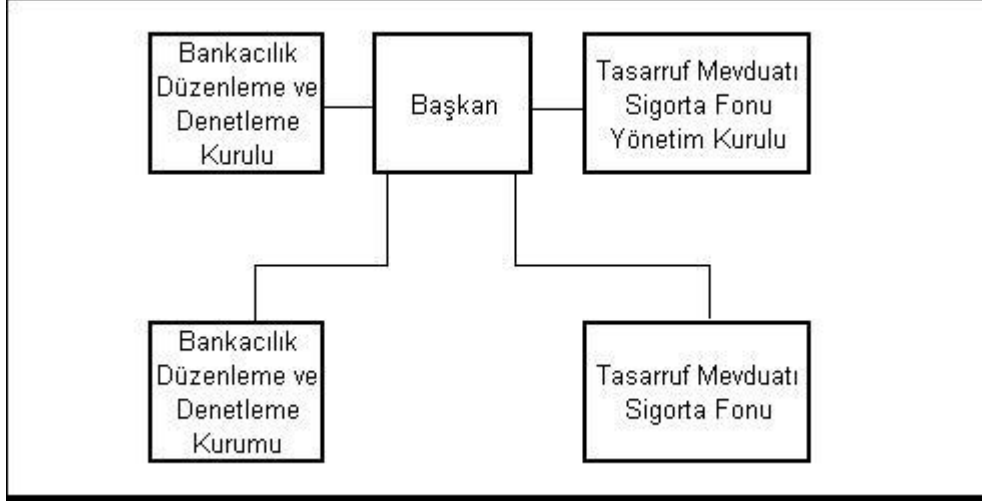 Bankacılık
Düzenleme ve
Denetleme
Kurulu
Başkan
Tasarruf Mevduatı
Sigorta Fonu
Yönetim Kurulu
Bankacılık
Düzenleme ve
Denetleme
Kurumu
Tasarruf Mevduatı
Sigorta Fonu